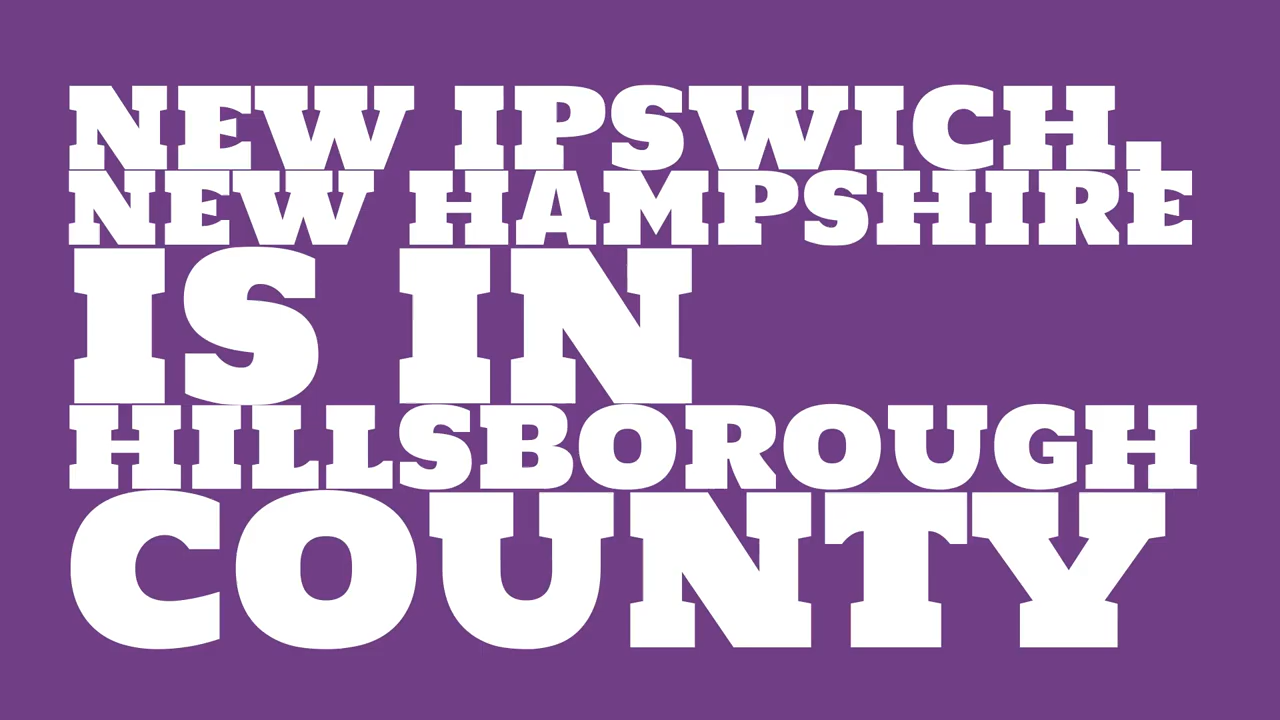 NEW IPSWICH,
NEW HAMPSHIRE
IS IN
HILLSBOROUGH
COUNTY